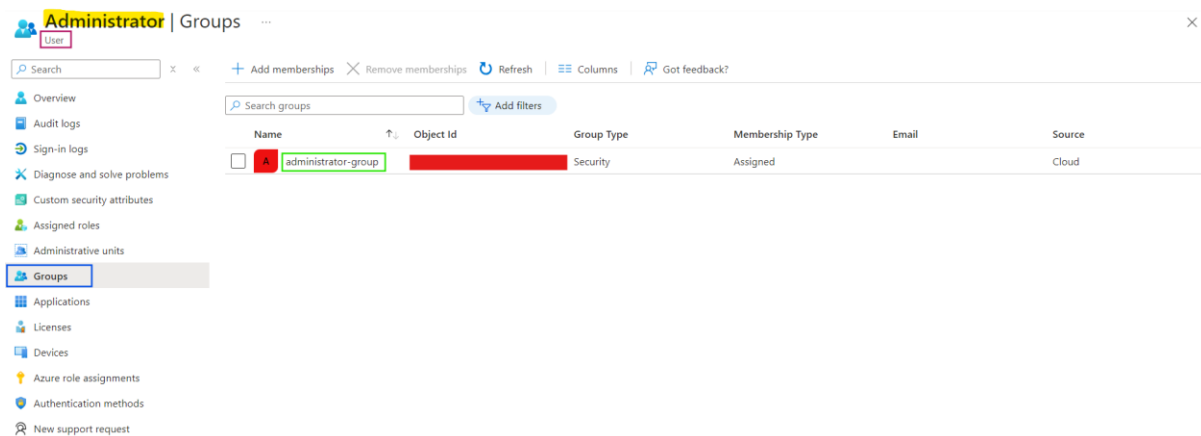 Administrator | Groups ...
User
Search
Add memberships Remove memberships Refresh Columns Got feedback?
Overview
Audit logs
Sign-in logs
Diagnose and solve problems
Custom security attributes
Assigned roles
Administrative units
Groups
Applications
Licenses
Devices
Azure role assignments
Authentication methods
New support request
Search groups Add filters
Name Object Id Group Type Membership Type Email Source
A administrator-group Security Assigned Cloud